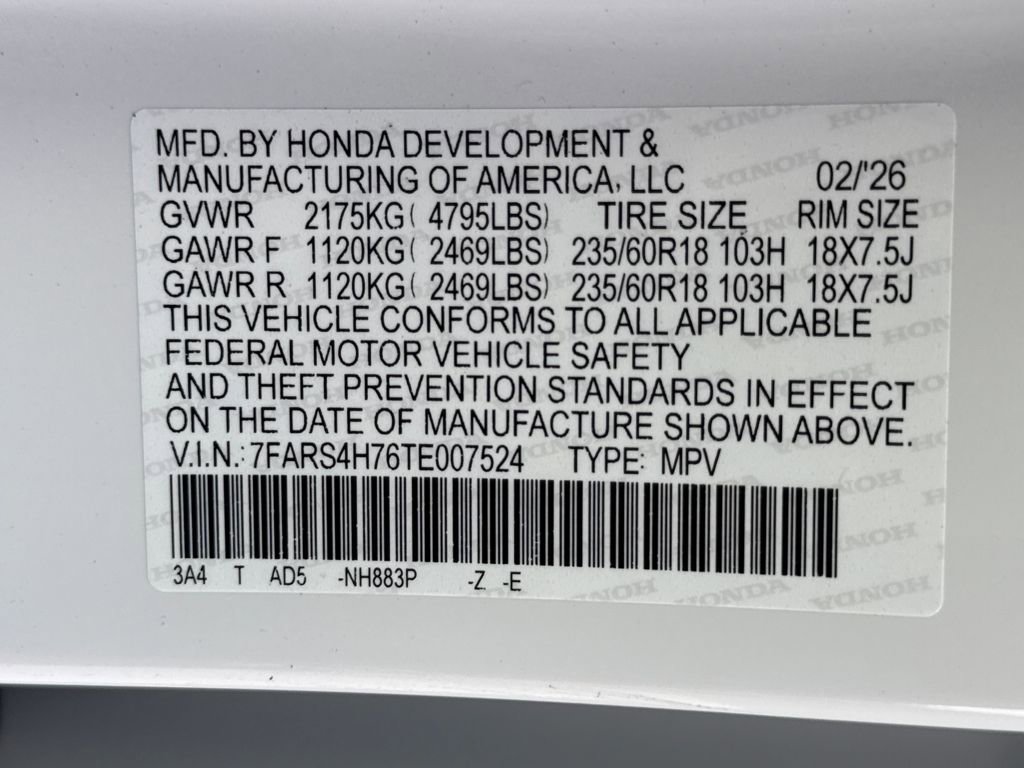 MFD. BY HONDA DEVELOPMENT &
MANUFACTURING OF AMERICA, LLC 02/'26
GVWR 2175KG( 4795LBS) TIRE SIZE RIM SIZE
GAWR F 1120KG( 2469LBS) 235/60R18 103H 18X7.5J
GAWR R 1120KG( 2469LBS) 235/60R18 103H 18X7.5J
THIS VEHICLE CONFORMS TO ALL APPLICABLE
FEDERAL MOTOR VEHICLE SAFETY
AND THEFT PREVENTION STANDARDS IN EFFECT
ON THE DATE OF MANUFACTURE SHOWN ABOVE.
V.I.N.: 7FARS4H76TE007524 TYPE: MPV
3A4 T AD5 -NH883P -Z -E